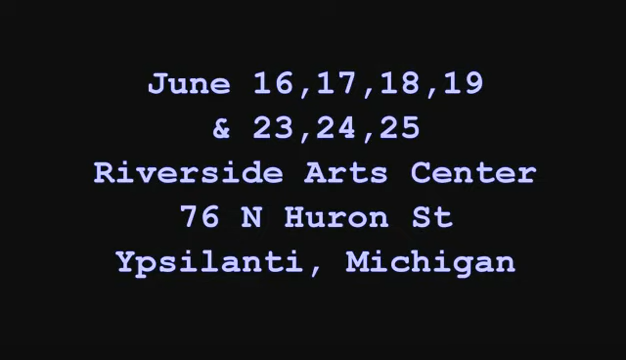 June 16,17,18,19
& 23,24,25
Riverside Arts Center
76 N Huron St
Ypsilanti, Michigan